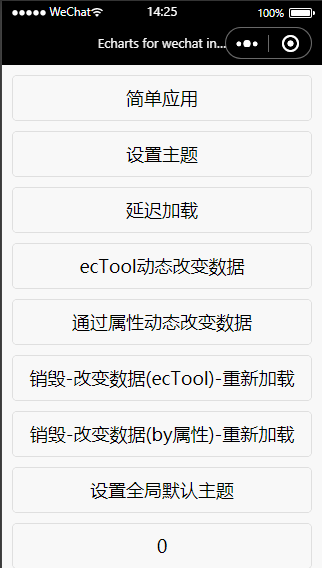 WeChat 14:25 100%
Echarts for wechat in...
简单应用
设置主题
延迟加载
ecTool动态改变数据
通过属性动态改变数据
销毁-改变数据(ecTool)-重新加载
销毁-改变数据(by属性)-重新加载
设置全局默认主题
0